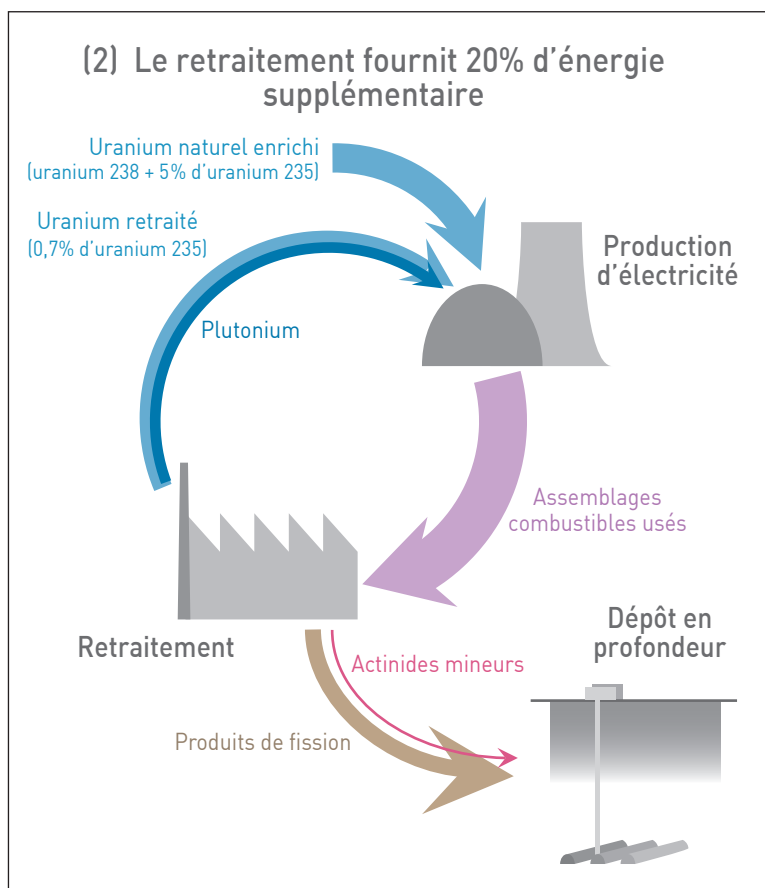 (2) Le retraitement fournit 20% d'énergie
supplémentaire
Uranium naturel enrichi
(uranium 238 + 5% d'uranium 235)
Uranium retraité
(0,7% d'uranium 235)
Production
d'électricité
Plutonium
Assemblages
combustibles usés
Retraitement
Dépôt en
profondeur
Actinides mineurs
Produits de fission